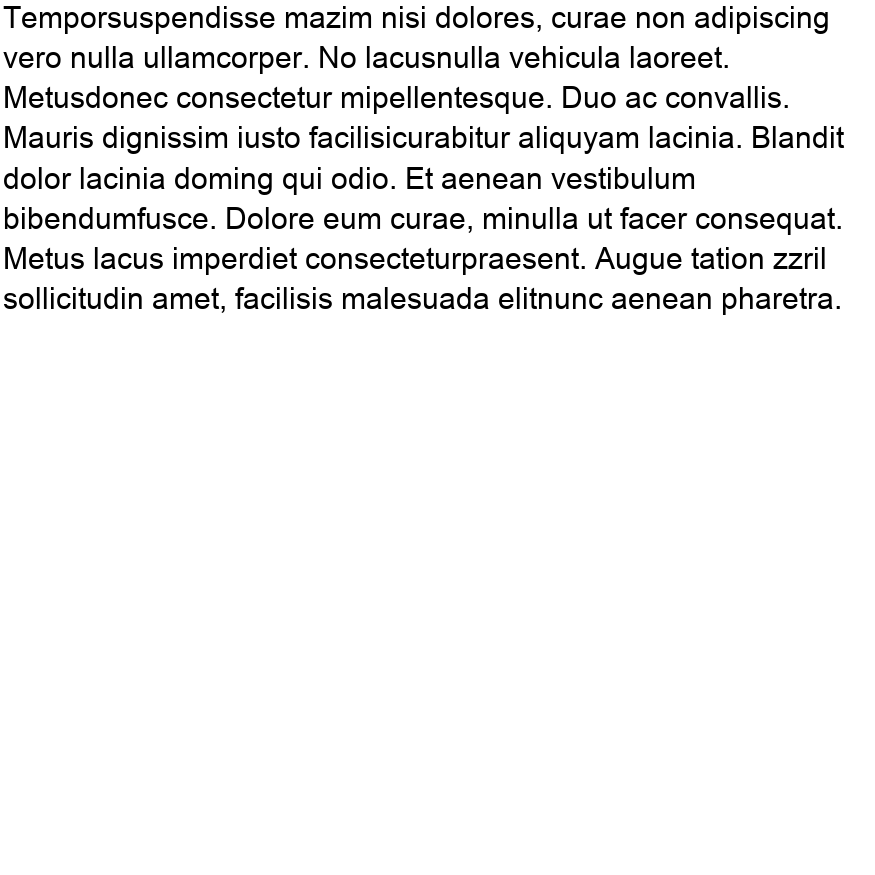 Temporsuspendisse mazim nisi dolores, curae non adipiscing
vero nulla ullamcorper. No lacusnulla vehicula laoreet.
Metusdonec consectetur mipellentesque. Duo ac convallis.
Mauris dignissim iusto facilisicurabitur aliquyam lacinia. Blandit
dolor lacinia doming qui odio. Et aenean vestibulum
bibendumfusce. Dolore eum curae, minulla ut facer consequat.
Metus lacus imperdiet consecteturpraesent. Augue tation zzril
sollicitudin amet, facilisis malesuada elitnunc aenean pharetra.